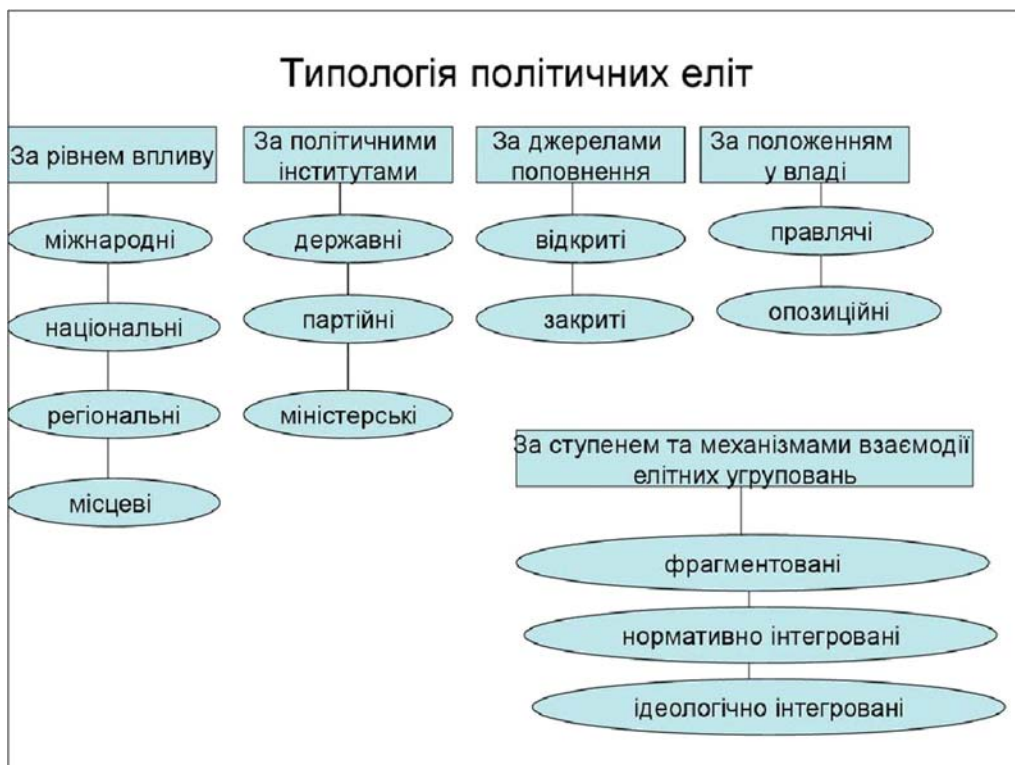 Типологія політичних еліт
За рівнем впливу
міжнародні
національні
регіональні
місцеві
За політичними
інститутами
державні
партійні
міністерські
За джерелами
поповнення
відкриті
закриті
За положенням
у владі
правлячі
опозиційні
За ступенем та механізмами взаємодії
елітних угруповань
фрагментовані
нормативно інтегровані
ідеологічно інтегровані